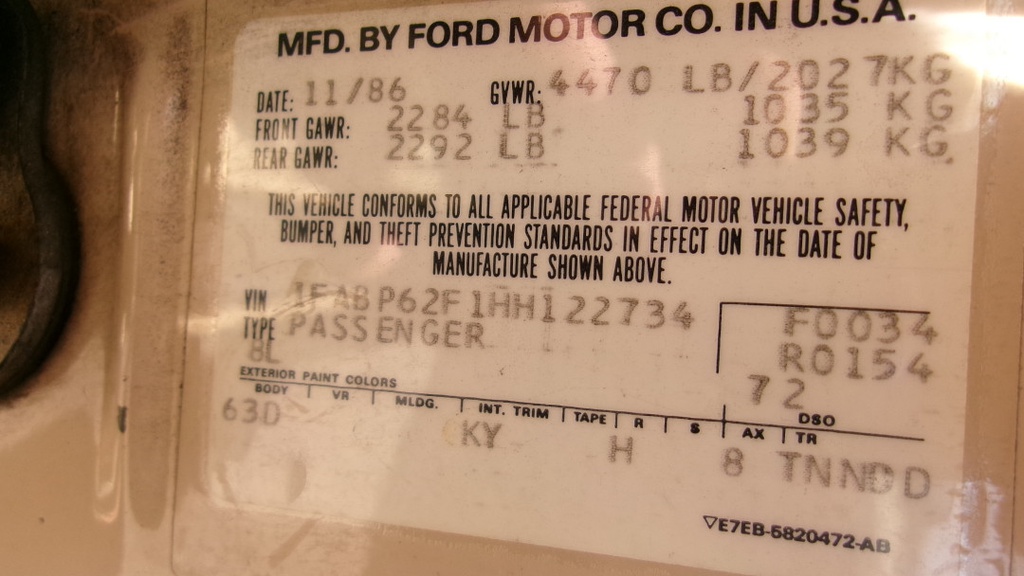 MFD. BY FORD MOTOR CO. IN U.S.A.
DATE: 11/86 GVWR: 4470 LB/2027KG
FRONT GAWR: 2284 LB 1035 KG
REAR GAWR: 2292 LB 1039 KG
THIS VEHICLE CONFORMS TO ALL APPLICABLE FEDERAL MOTOR VEHICLE SAFETY,
BUMPER, AND THEFT PREVENTION STANDARDS IN EFFECT ON THE DATE OF
MANUFACTURE SHOWN ABOVE.
VIN 1FABP62F1HH122734 F0034
TYPE PASSENGER R0154
8L 72
EXTERIOR PAINT COLORS DSO
BODY VR MLDG. INT. TRIM TAPE R S AX TR
63D KY H 8 TNNDD
▽E7EB-5820472-AB